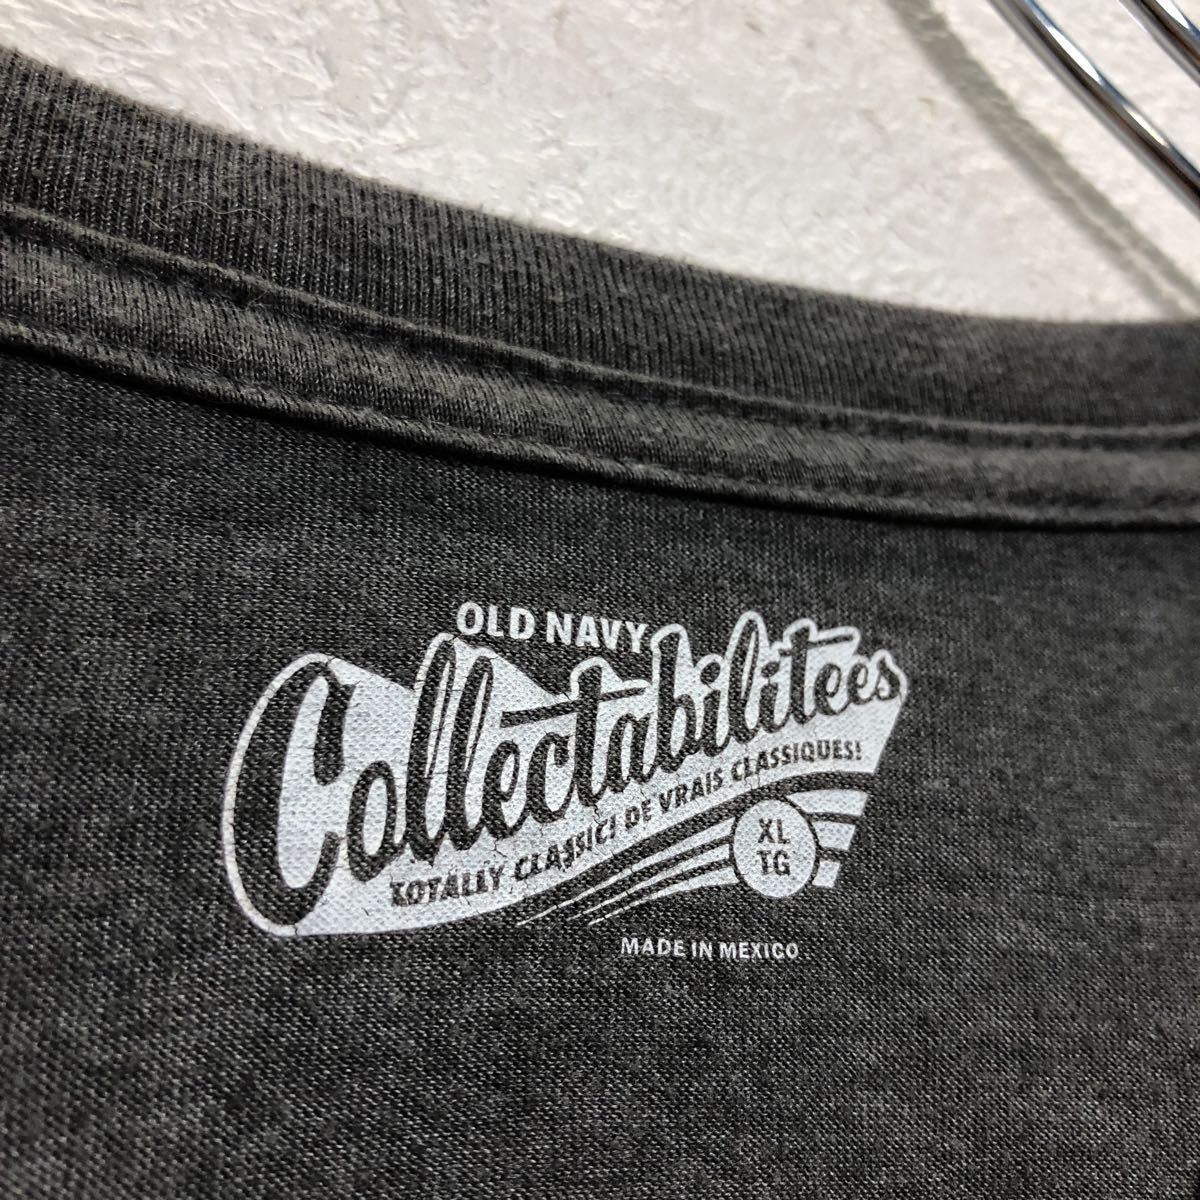 OLD NAVY
Collectabilitees
TOTALLY CLASSIC! DE VRAIS CLASSIQUES!
XL
TG
MADE IN MEXICO